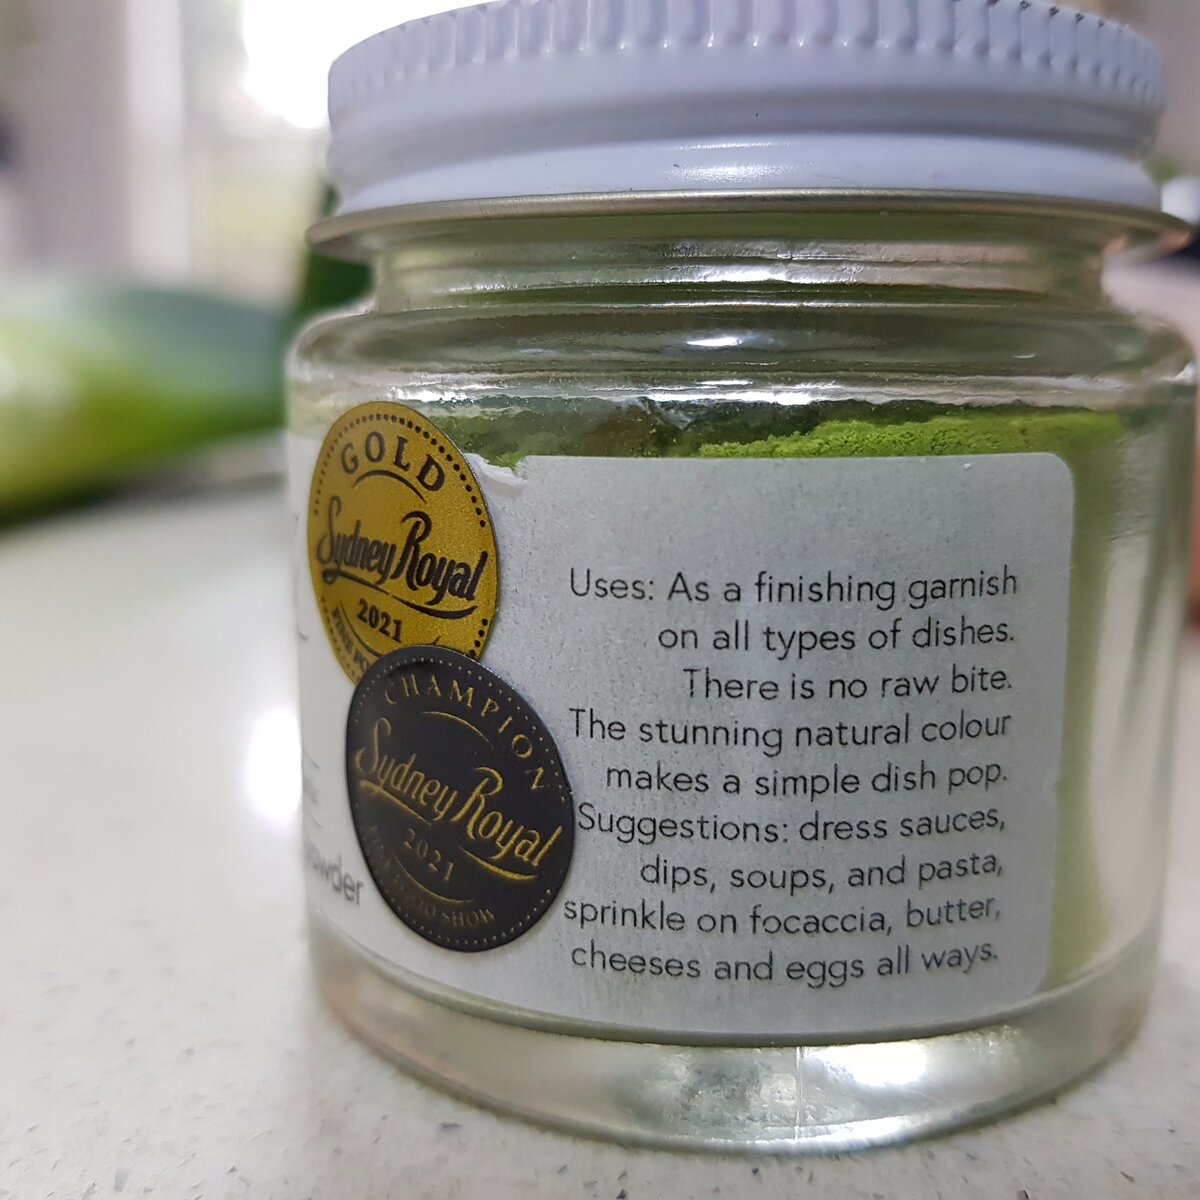 GOLD
Sydney Royal
2021
CHAMPION
Sydney Royal
2021
SHOW
Uses: As a finishing garnish
on all types of dishes.
There is no raw bite.
The stunning natural colour
makes a simple dish pop.
Suggestions: dress sauces,
dips, soups, and pasta,
sprinkle on focaccia, butter,
cheeses and eggs all ways.